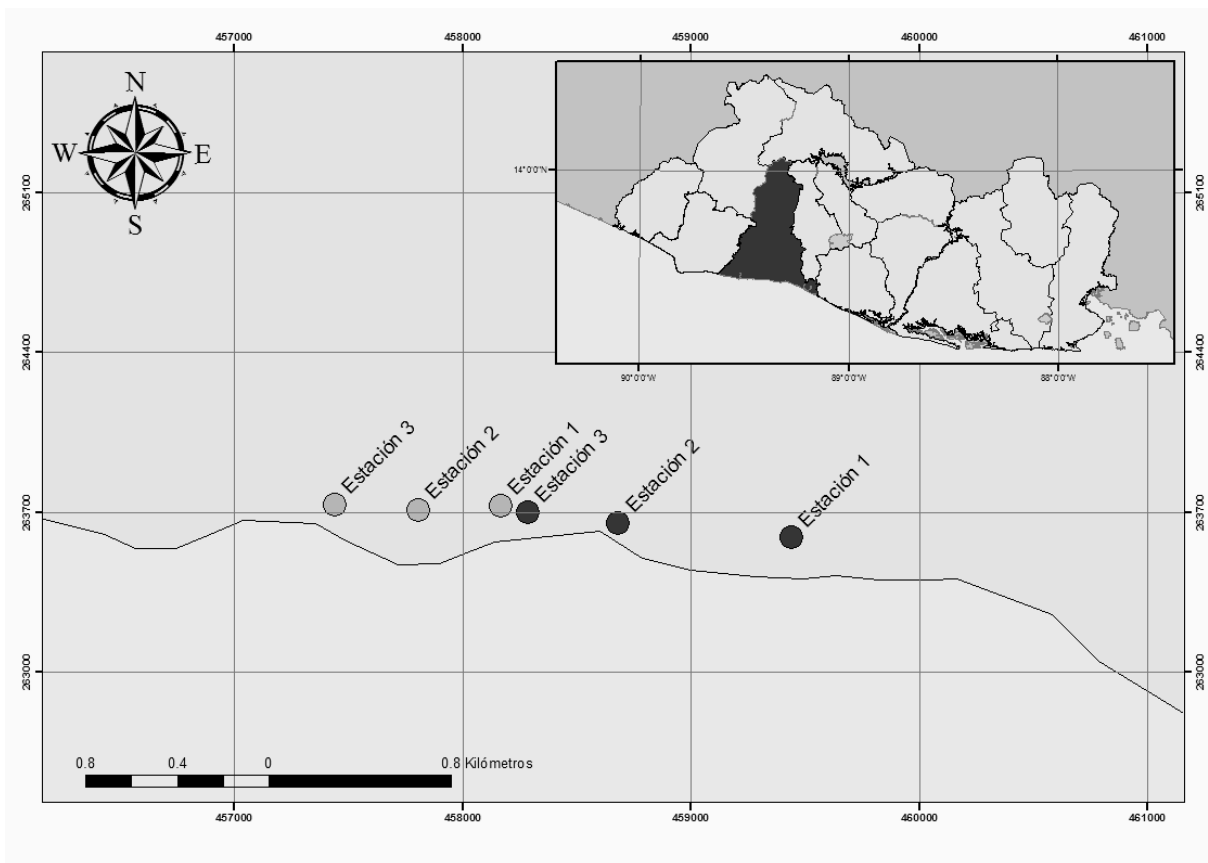 457000 458000 459000 460000 461000
N
W E
S
14°0'0"N
265100 265100
90°0'0"W 89°0'0"W 88°0'0"W
264400 264400
Estación 3
Estación 2
Estación 1
Estación 3
Estación 2
Estación 1
263700 263700
263000 263000
0.8 0.4 0 0.8 Kilómetros
457000 458000 459000 460000 461000